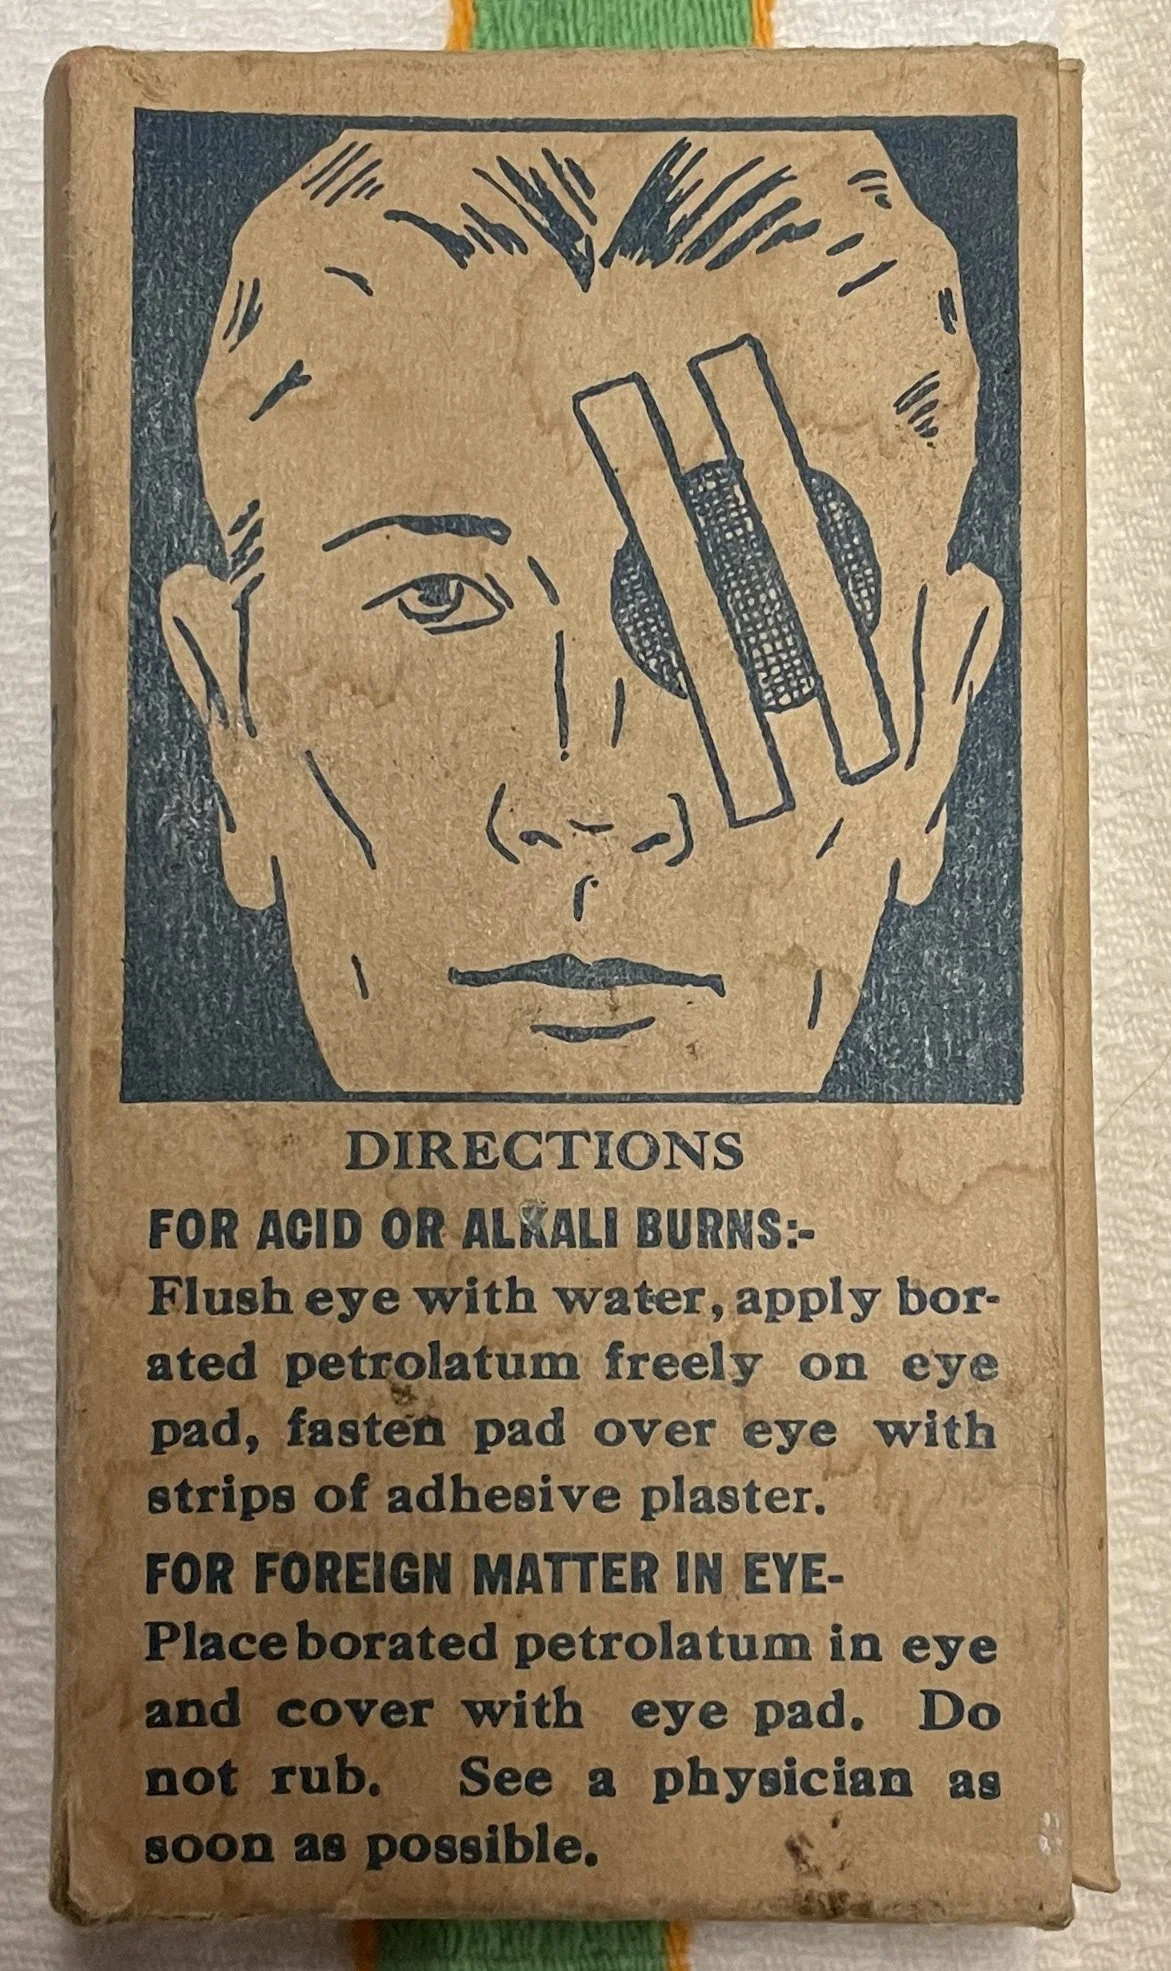 DIRECTIONS
FOR ACID OR ALKALI BURNS:-
Flush eye with water, apply bor-
ated petrolatum freely on eye
pad, fasten pad over eye with
strips of adhesive plaster.
FOR FOREIGN MATTER IN EYE-
Place borated petrolatum in eye
and cover with eye pad. Do
not rub. See a physician as
soon as possible.